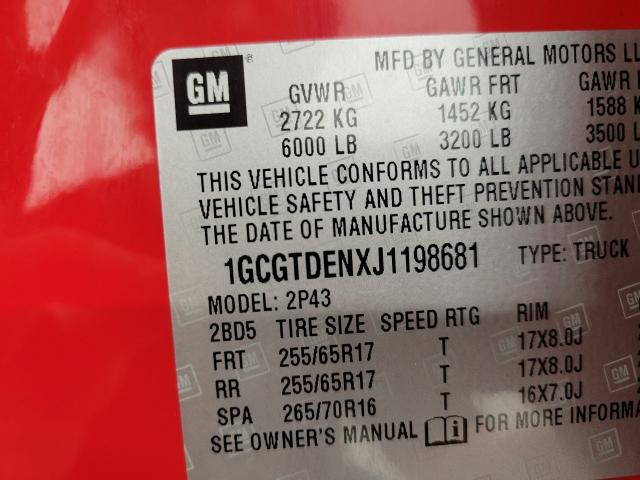 GM ®
MFD BY GENERAL MOTORS LL
GVWR GAWR FRT GAWR
2722 KG 1452 KG 1588
6000 LB 3200 LB 3500
THIS VEHICLE CONFORMS TO ALL APPLICABLE
VEHICLE SAFETY AND THEFT PREVENTION STAN
THE DATE OF MANUFACTURE SHOWN ABOVE.
1GCGTDENXJ1198681 TYPE: TRUCK
MODEL: 2P43
2BD5 TIRE SIZE SPEED RTG RIM
FRT 255/65R17 T 17X8.0J
RR 255/65R17 T 17X8.0J
SPA 265/70R16 T 16X7.0J
SEE OWNER'S MANUAL i FOR MORE INFORMA